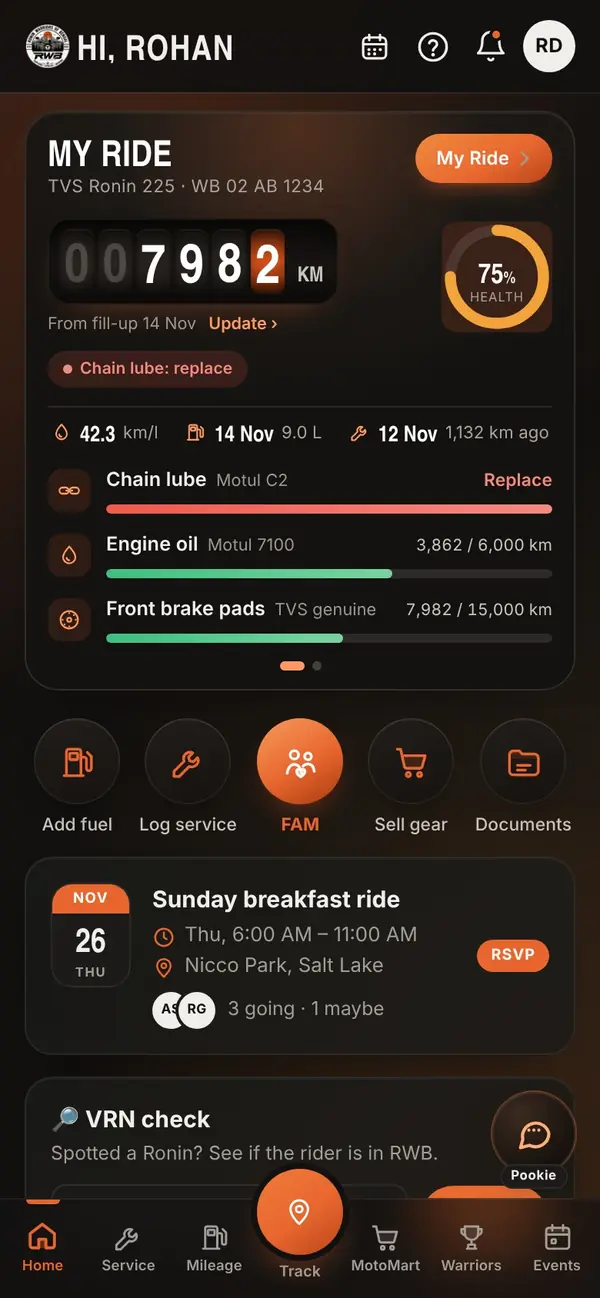 RWB
HI, ROHAN
RD
MY RIDE
My Ride ›
TVS Ronin 225 · WB 02 AB 1234
007982 KM
75%
HEALTH
From fill-up 14 Nov Update ›
Chain lube: replace
42.3 km/l 14 Nov 9.0 L 12 Nov 1,132 km ago
Chain lube Motul C2 Replace
Engine oil Motul 7100 3,862 / 6,000 km
Front brake pads TVS genuine 7,982 / 15,000 km
Add fuel Log service FAM Sell gear Documents
NOV
26
THU
Sunday breakfast ride
Thu, 6:00 AM – 11:00 AM
Nicco Park, Salt Lake
RSVP
AS RG 3 going · 1 maybe
🔎 VRN check
Spotted a Ronin? See if the rider is in RWB.
Pookie
Home Service Mileage Track MotoMart Warriors Events